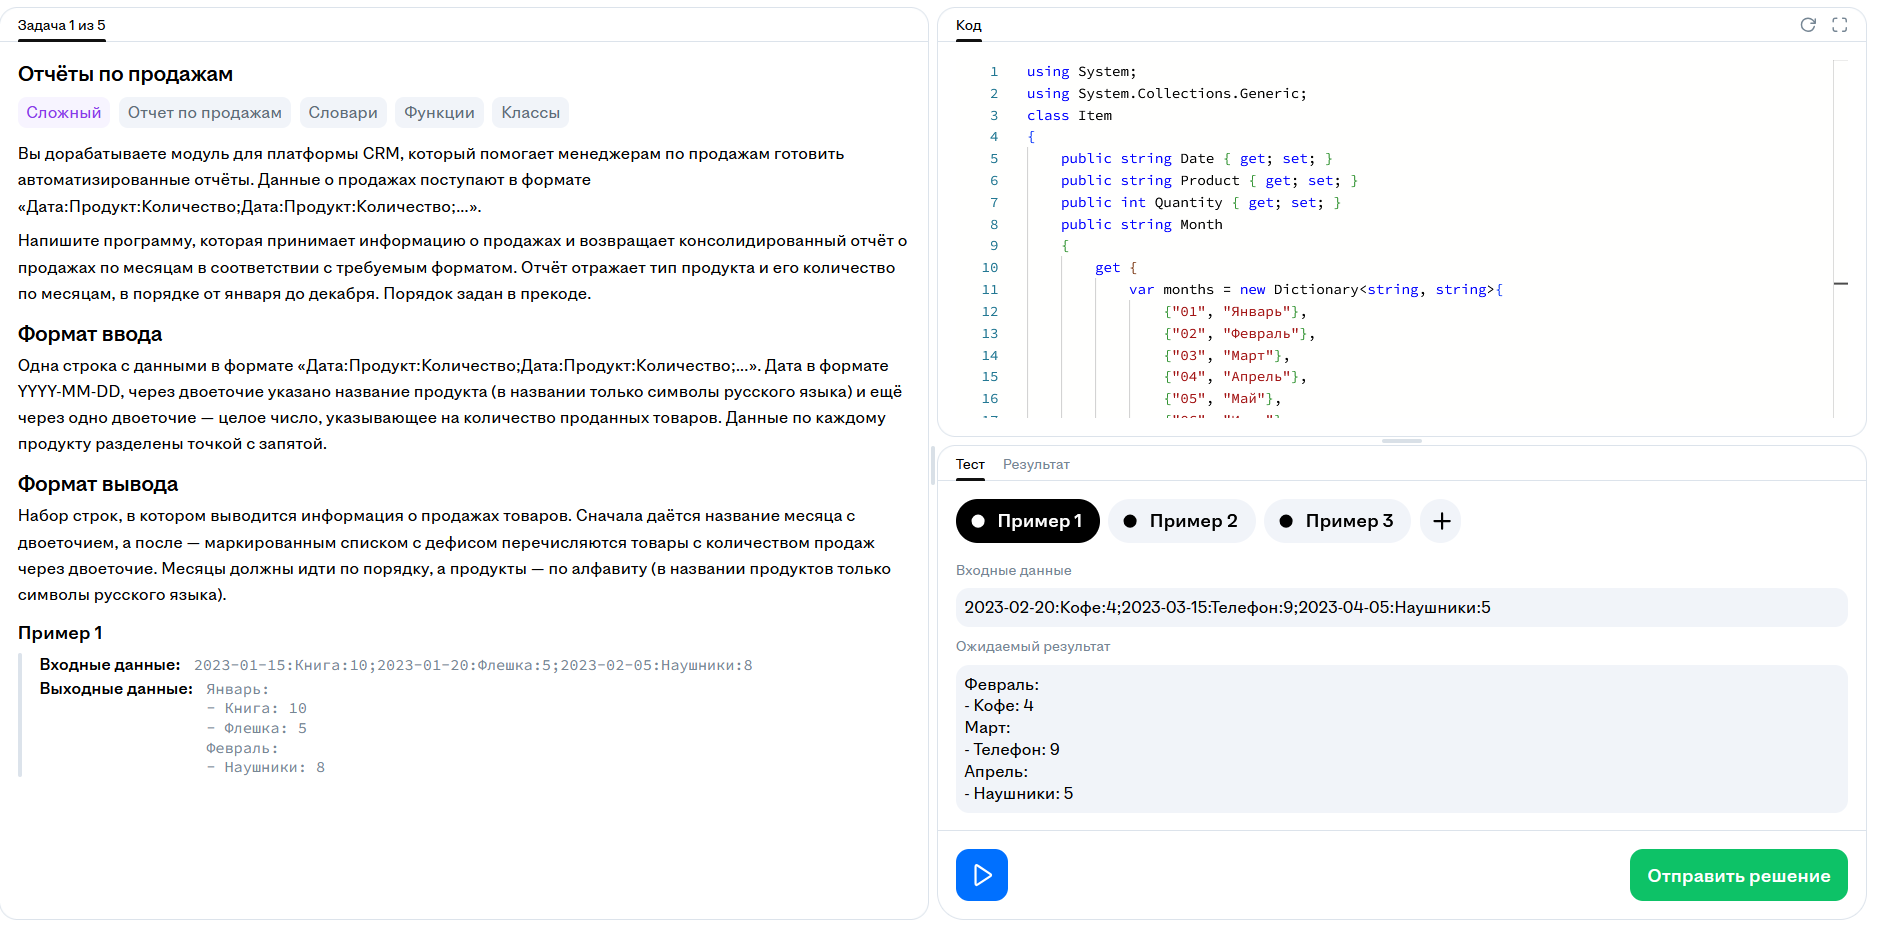 Задача 1 из 5
Отчёты по продажам
Сложный Отчет по продажам Словари Функции Классы
Вы дорабатываете модуль для платформы CRM, который помогает менеджерам по продажам готовить
автоматизированные отчёты. Данные о продажах поступают в формате
«Дата:Продукт:Количество;Дата:Продукт:Количество;...».
Напишите программу, которая принимает информацию о продажах и возвращает консолидированный отчёт о
продажах по месяцам в соответствии с требуемым форматом. Отчёт отражает тип продукта и его количество
по месяцам, в порядке от января до декабря. Порядок задан в прекоде.
Формат ввода
Одна строка с данными в формате «Дата:Продукт:Количество;Дата:Продукт:Количество;...». Дата в формате
YYYY-MM-DD, через двоеточие указано название продукта (в названии только символы русского языка) и ещё
через одно двоеточие — целое число, указывающее на количество проданных товаров. Данные по каждому
продукту разделены точкой с запятой.
Формат вывода
Набор строк, в котором выводится информация о продажах товаров. Сначала даётся название месяца с
двоеточием, а после — маркированным списком с дефисом перечисляются товары с количеством продаж
через двоеточие. Месяцы должны идти по порядку, а продукты — по алфавиту (в названии продуктов только
символы русского языка).
Пример 1
Входные данные: 2023-01-15:Книга:10;2023-01-20:Флешка:5;2023-02-05:Наушники:8
Выходные данные: Январь:
- Книга: 10
- Флешка: 5
Февраль:
- Наушники: 8
Код
1 using System;
2 using System.Collections.Generic;
3 class Item
4 {
5 public string Date { get; set; }
6 public string Product { get; set; }
7 public int Quantity { get; set; }
8 public string Month
9 {
10 get {
11 var months = new Dictionary<string, string>{
12 {"01", "Январь"},
13 {"02", "Февраль"},
14 {"03", "Март"},
15 {"04", "Апрель"},
16 {"05", "Май"},
Тест Результат
Пример 1 Пример 2 Пример 3 +
Входные данные
2023-02-20:Кофе:4;2023-03-15:Телефон:9;2023-04-05:Наушники:5
Ожидаемый результат
Февраль:
- Кофе: 4
Март:
- Телефон: 9
Апрель:
- Наушники: 5
Отправить решение